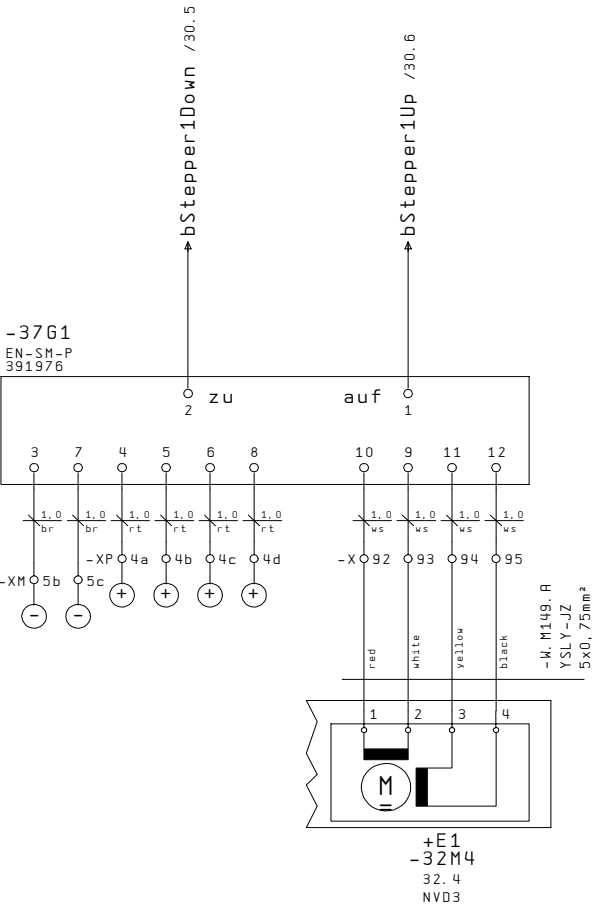 bStepper1Down /30.5
bStepper1Up /30.6
-37G1
EN-SM-P
391976
zu
auf
2
1
3 7 4 5 6 8 10 9 11 12
1,0 1,0 1,0 1,0 1,0 1,0 1,0 1,0 1,0 1,0
br br rt rt rt rt ws ws ws ws
-XP 4a 4b 4c 4d -X 92 93 94 95
-XM 5b 5c
+ + + +
- -
red
white
yellow
black
-W.M149.A
YSLY-JZ
5x0,75mm²
1 2 3 4
M
+E1
-32M4
32.4
NVD3